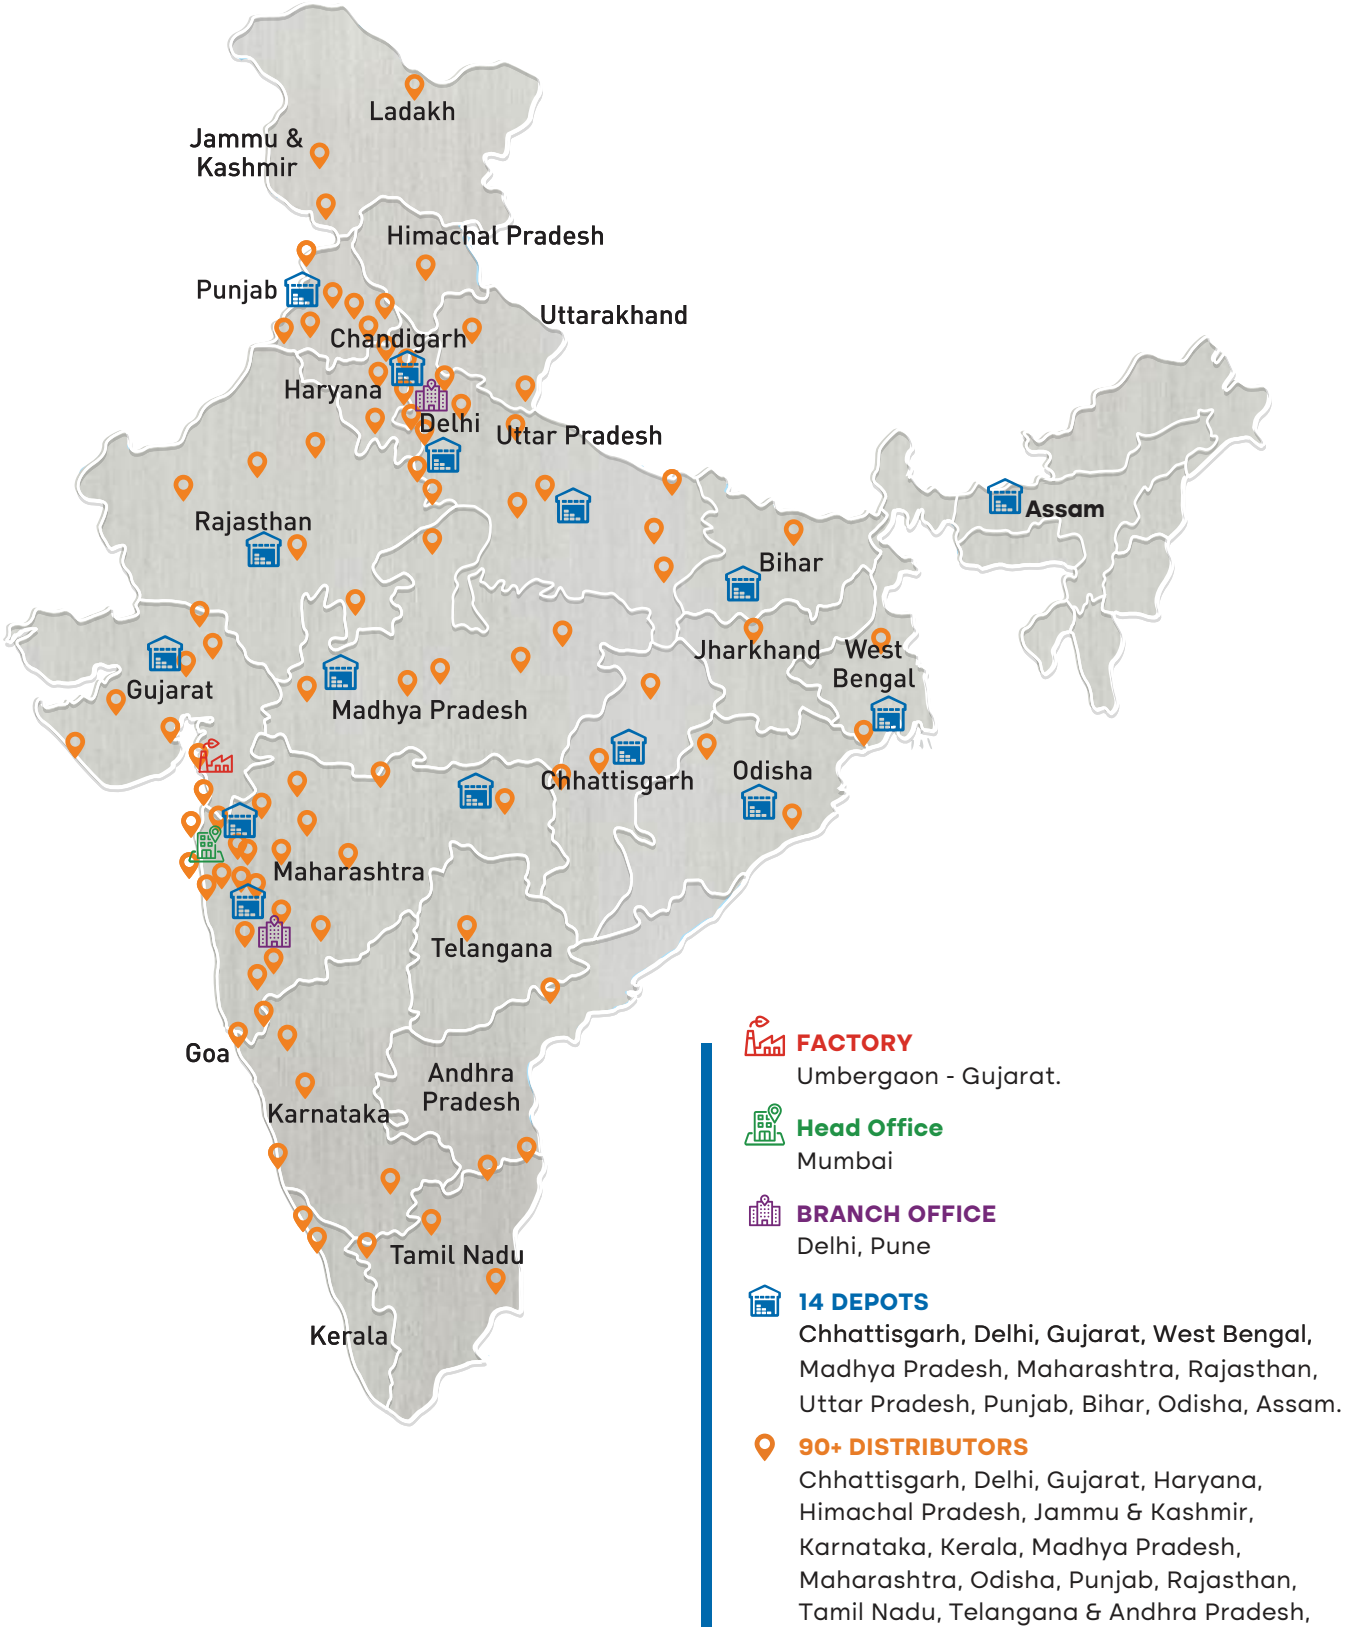 Ladakh
Jammu &
Kashmir
Himachal Pradesh
Punjab
Uttarakhand
Chandigarh
Haryana
Delhi
Uttar Pradesh
Assam
Rajasthan
Bihar
Jharkhand
West
Bengal
Gujarat
Madhya Pradesh
Chhattisgarh
Odisha
Maharashtra
Telangana
Goa
Andhra
Pradesh
Karnataka
Tamil Nadu
Kerala
FACTORY
Umbergaon - Gujarat.
Head Office
Mumbai
BRANCH OFFICE
Delhi, Pune
14 DEPOTS
Chhattisgarh, Delhi, Gujarat, West Bengal,
Madhya Pradesh, Maharashtra, Rajasthan,
Uttar Pradesh, Punjab, Bihar, Odisha, Assam.
90+ DISTRIBUTORS
Chhattisgarh, Delhi, Gujarat, Haryana,
Himachal Pradesh, Jammu & Kashmir,
Karnataka, Kerala, Madhya Pradesh,
Maharashtra, Odisha, Punjab, Rajasthan,
Tamil Nadu, Telangana & Andhra Pradesh,